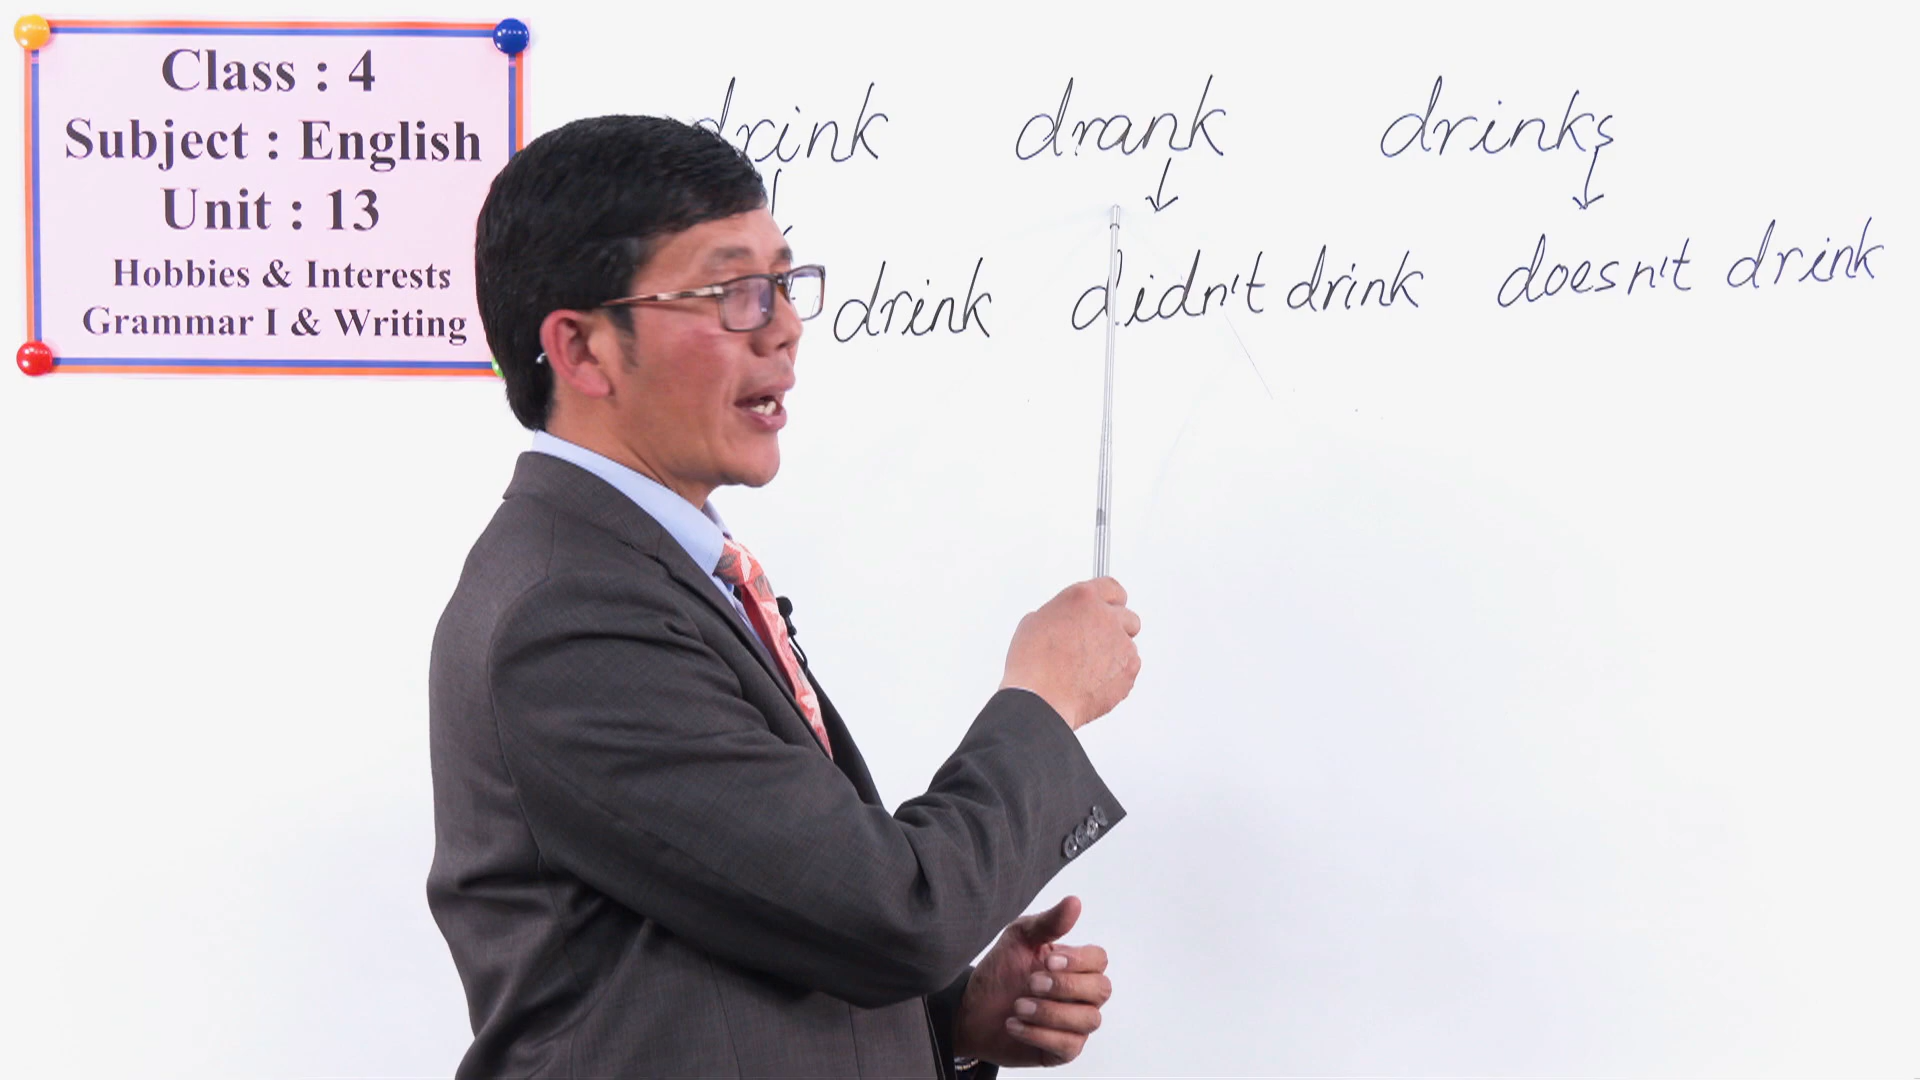 Class : 4
Subject : English
Unit : 13
Hobbies & Interests
Grammar I & Writing
drink drank drinks
drink didn't drink doesn't drink